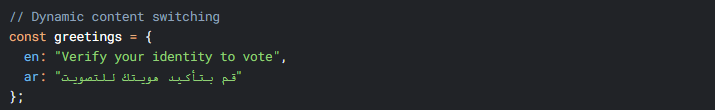 // Dynamic content switching
const greetings = {
  en: "Verify your identity to vote",
  ar: "قم بتأكيد هويتك للتصويت"
};